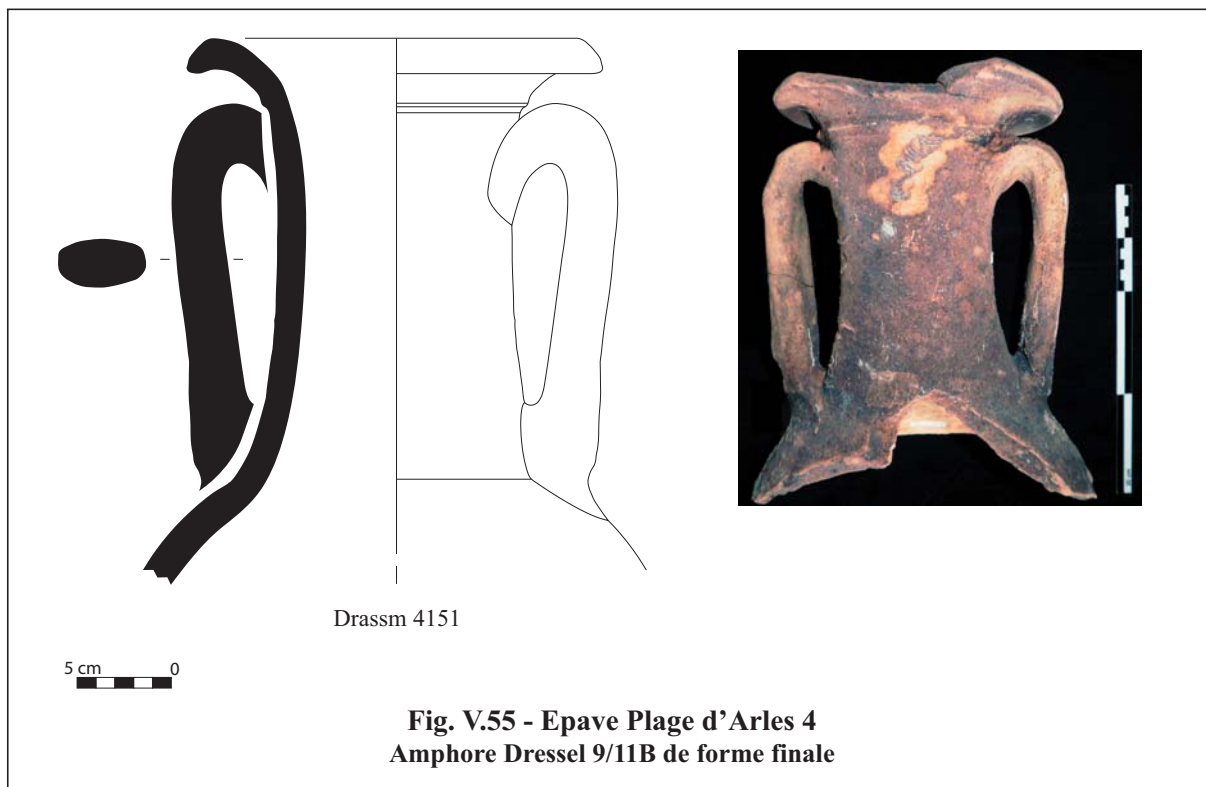 Drassm 4151
5 cm 0
Fig. V.55 - Epave Plage d’Arles 4
Amphore Dressel 9/11B de forme finale